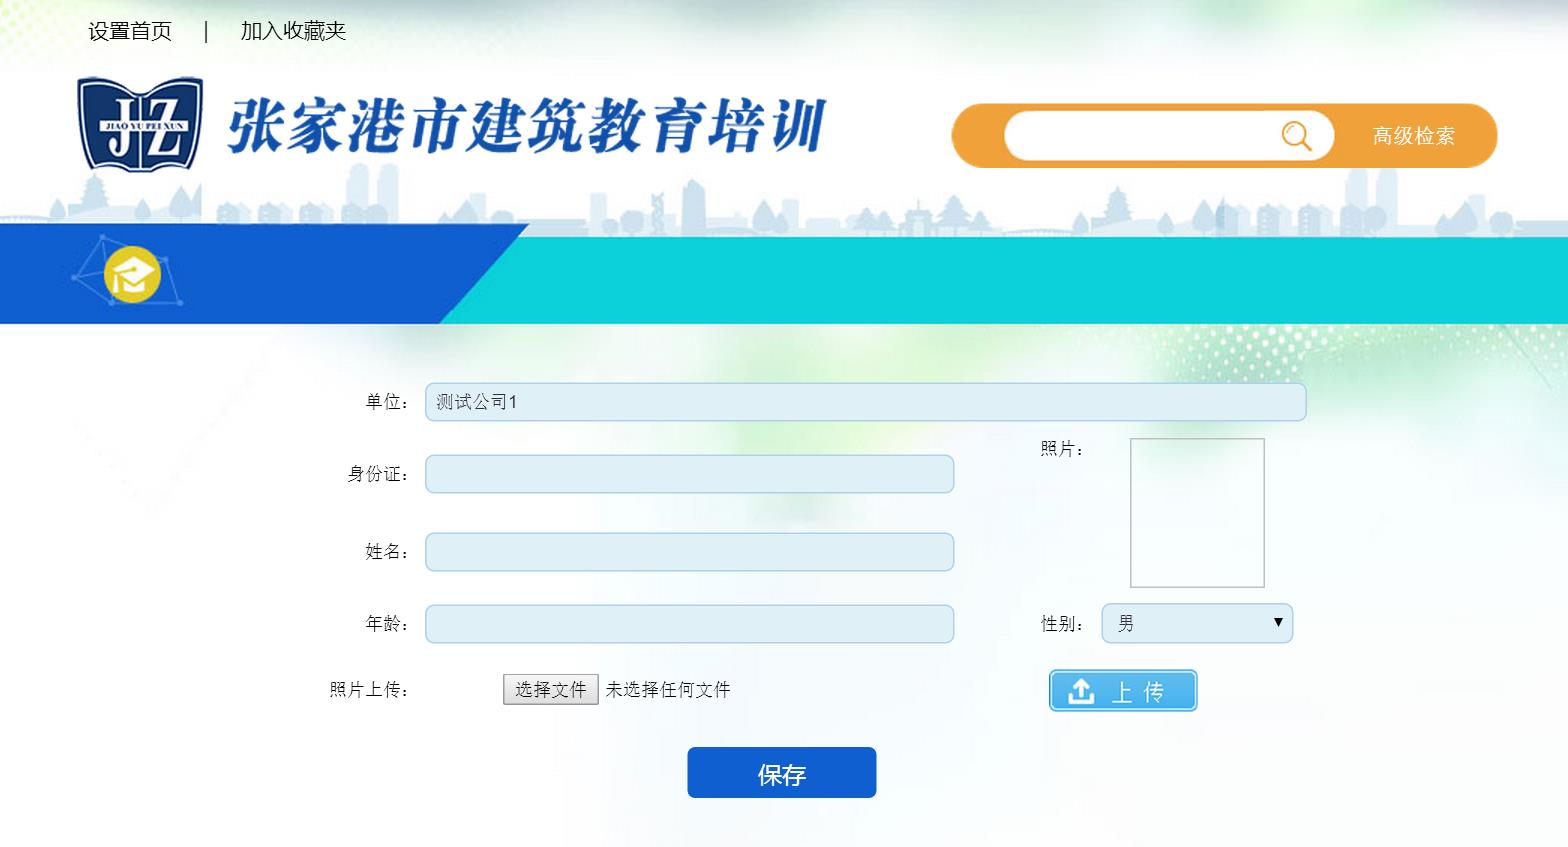 设置首页 | 加入收藏夹
JZ
JIAO YU PEI XUN
张家港市建筑教育培训
高级检索
单位: 测试公司1
身份证:
照片:
姓名:
年龄:
性别: 男
照片上传: 选择文件 未选择任何文件
上传
保存